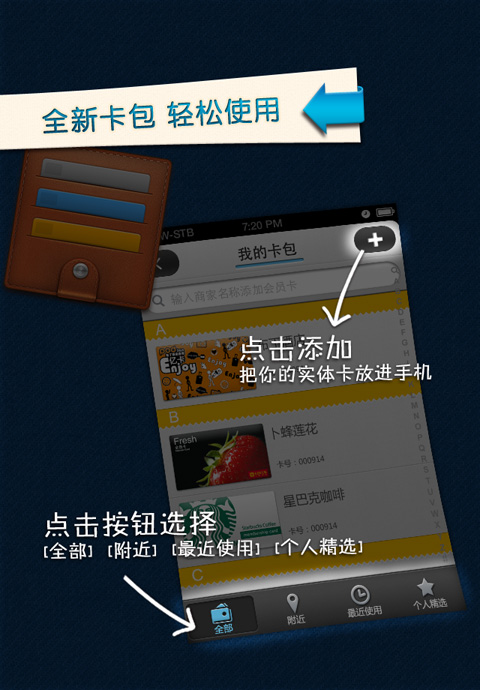 全新卡包 轻松使用
W-STB 7:20 PM
我的卡包
输入商家名称添加会员卡
A
Enjoy
点击添加
把你的实体卡放进手机
B
Fresh
卜蜂莲花
卡号：000914
星巴克咖啡
Starbucks Coffee
卡号：000914
点击按钮选择
[全部] [附近] [最近使用] [个人精选]
C
全部 附近 最近使用 个人精选